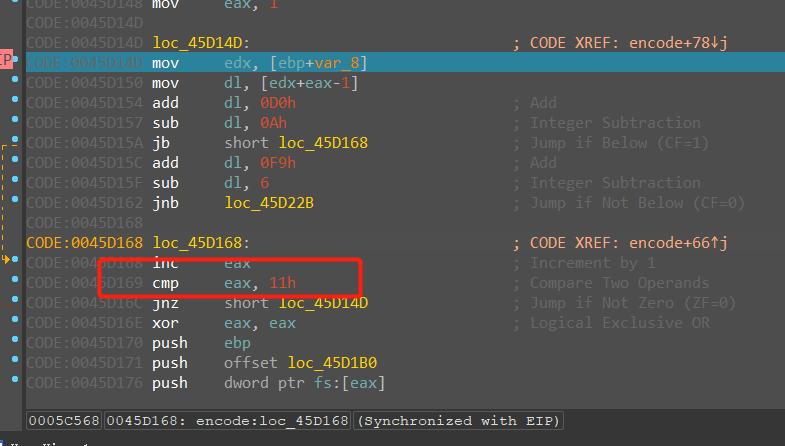 CODE:0045D148 mov eax, 1
CODE:0045D14D
CODE:0045D14D loc_45D14D: ; CODE XREF: encode+78↓j
CODE:0045D14D mov edx, [ebp+var_8]
CODE:0045D150 mov dl, [edx+eax-1]
CODE:0045D154 add dl, 0D0h ; Add
CODE:0045D157 sub dl, 0Ah ; Integer Subtraction
CODE:0045D15A jb short loc_45D168 ; Jump if Below (CF=1)
CODE:0045D15C add dl, 0F9h ; Add
CODE:0045D15F sub dl, 6 ; Integer Subtraction
CODE:0045D162 jnb loc_45D22B ; Jump if Not Below (CF=0)
CODE:0045D168
CODE:0045D168 loc_45D168: ; CODE XREF: encode+66↑j
CODE:0045D168 inc eax ; Increment by 1
CODE:0045D169 cmp eax, 11h ; Compare Two Operands
CODE:0045D16C jnz short loc_45D14D ; Jump if Not Zero (ZF=0)
CODE:0045D16E xor eax, eax ; Logical Exclusive OR
CODE:0045D170 push ebp
CODE:0045D171 push offset loc_45D1B0
CODE:0045D176 push dword ptr fs:[eax]
0005C568 0045D168: encode:loc_45D168 (Synchronized with EIP)